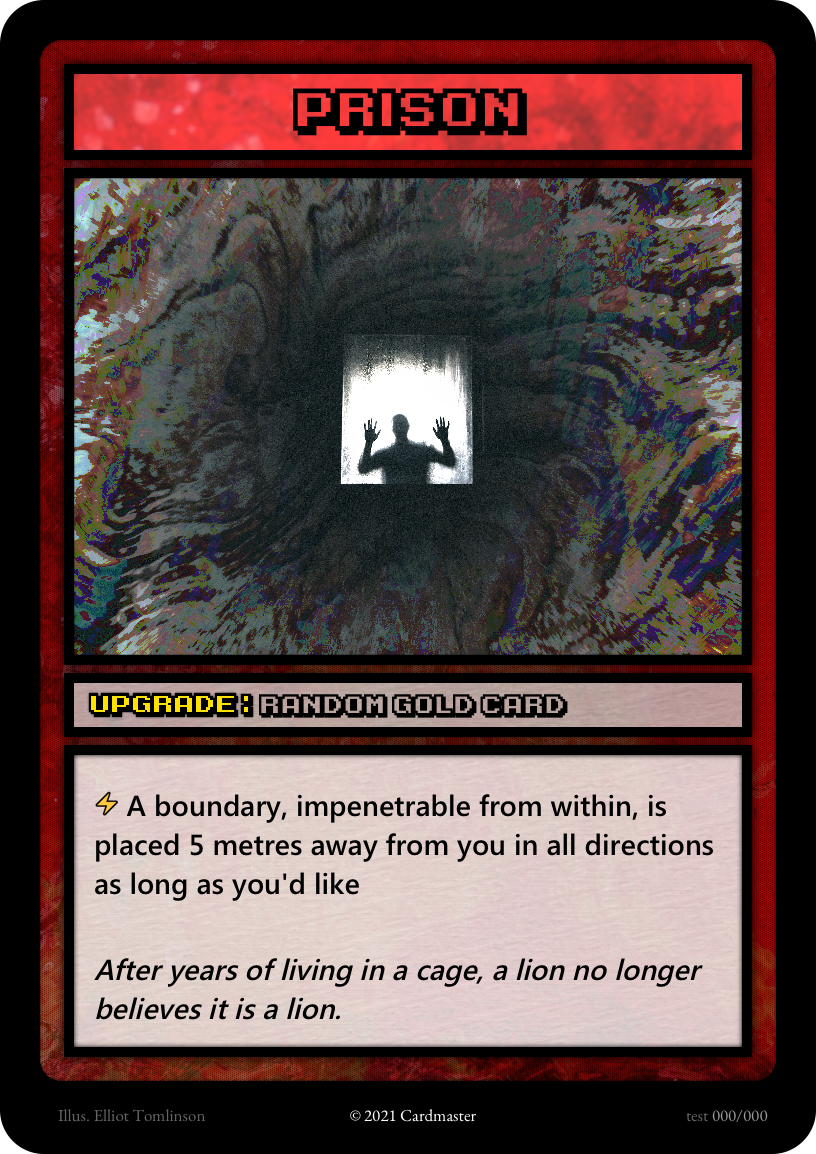 PRISON
UPGRADE: RANDOM GOLD CARD
⚡ A boundary, impenetrable from within, is
placed 5 metres away from you in all directions
as long as you'd like
After years of living in a cage, a lion no longer
believes it is a lion.
Illus. Elliot Tomlinson © 2021 Cardmaster test 000/000